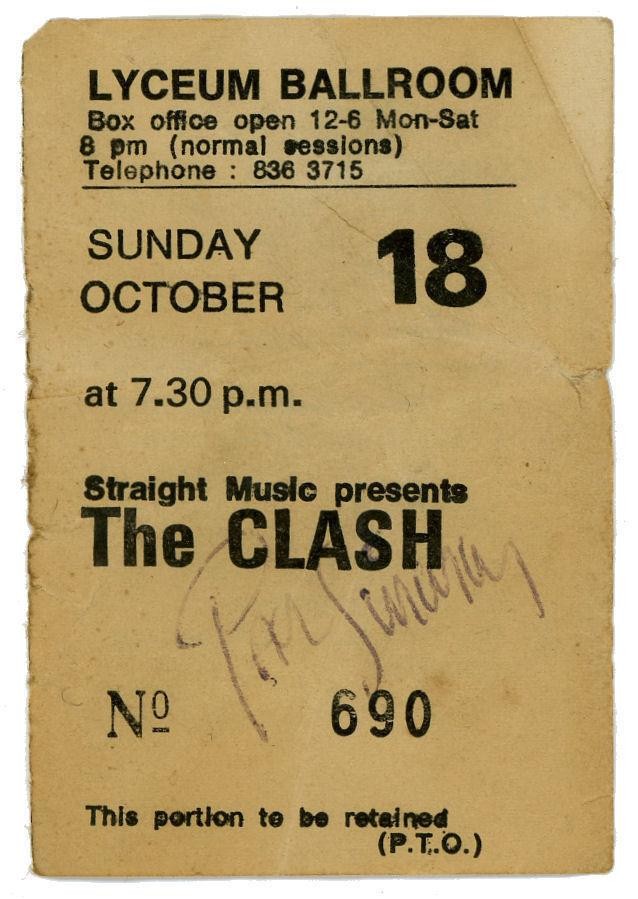 LYCEUM BALLROOM
Box office open 12-6 Mon-Sat
8 pm (normal sessions)
Telephone : 836 3715
SUNDAY 18
OCTOBER
at 7.30 p.m.
Straight Music presents
The CLASH
Nº 690
This portion to be retained
(P.T.O.)